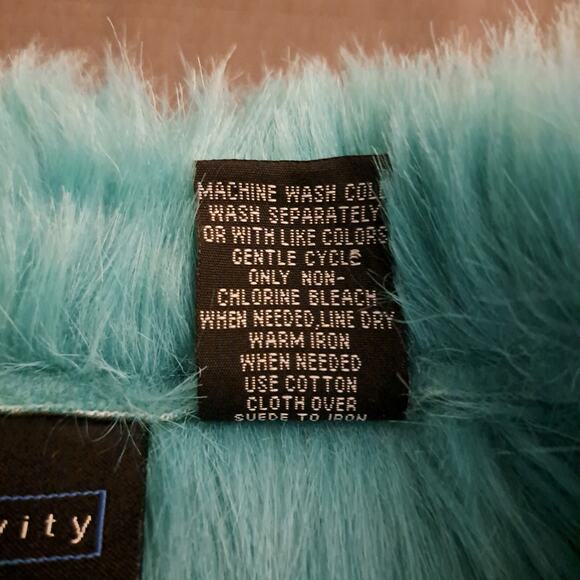 MACHINE WASH COL
WASH SEPARATELY
OR WITH LIKE COLORS
GENTLE CYCLE
ONLY NON-
CHLORINE BLEACH
WHEN NEEDED, LINE DRY
WARM IRON
WHEN NEEDED
USE COTTON
CLOTH OVER
SUEDE TO IRON
vity